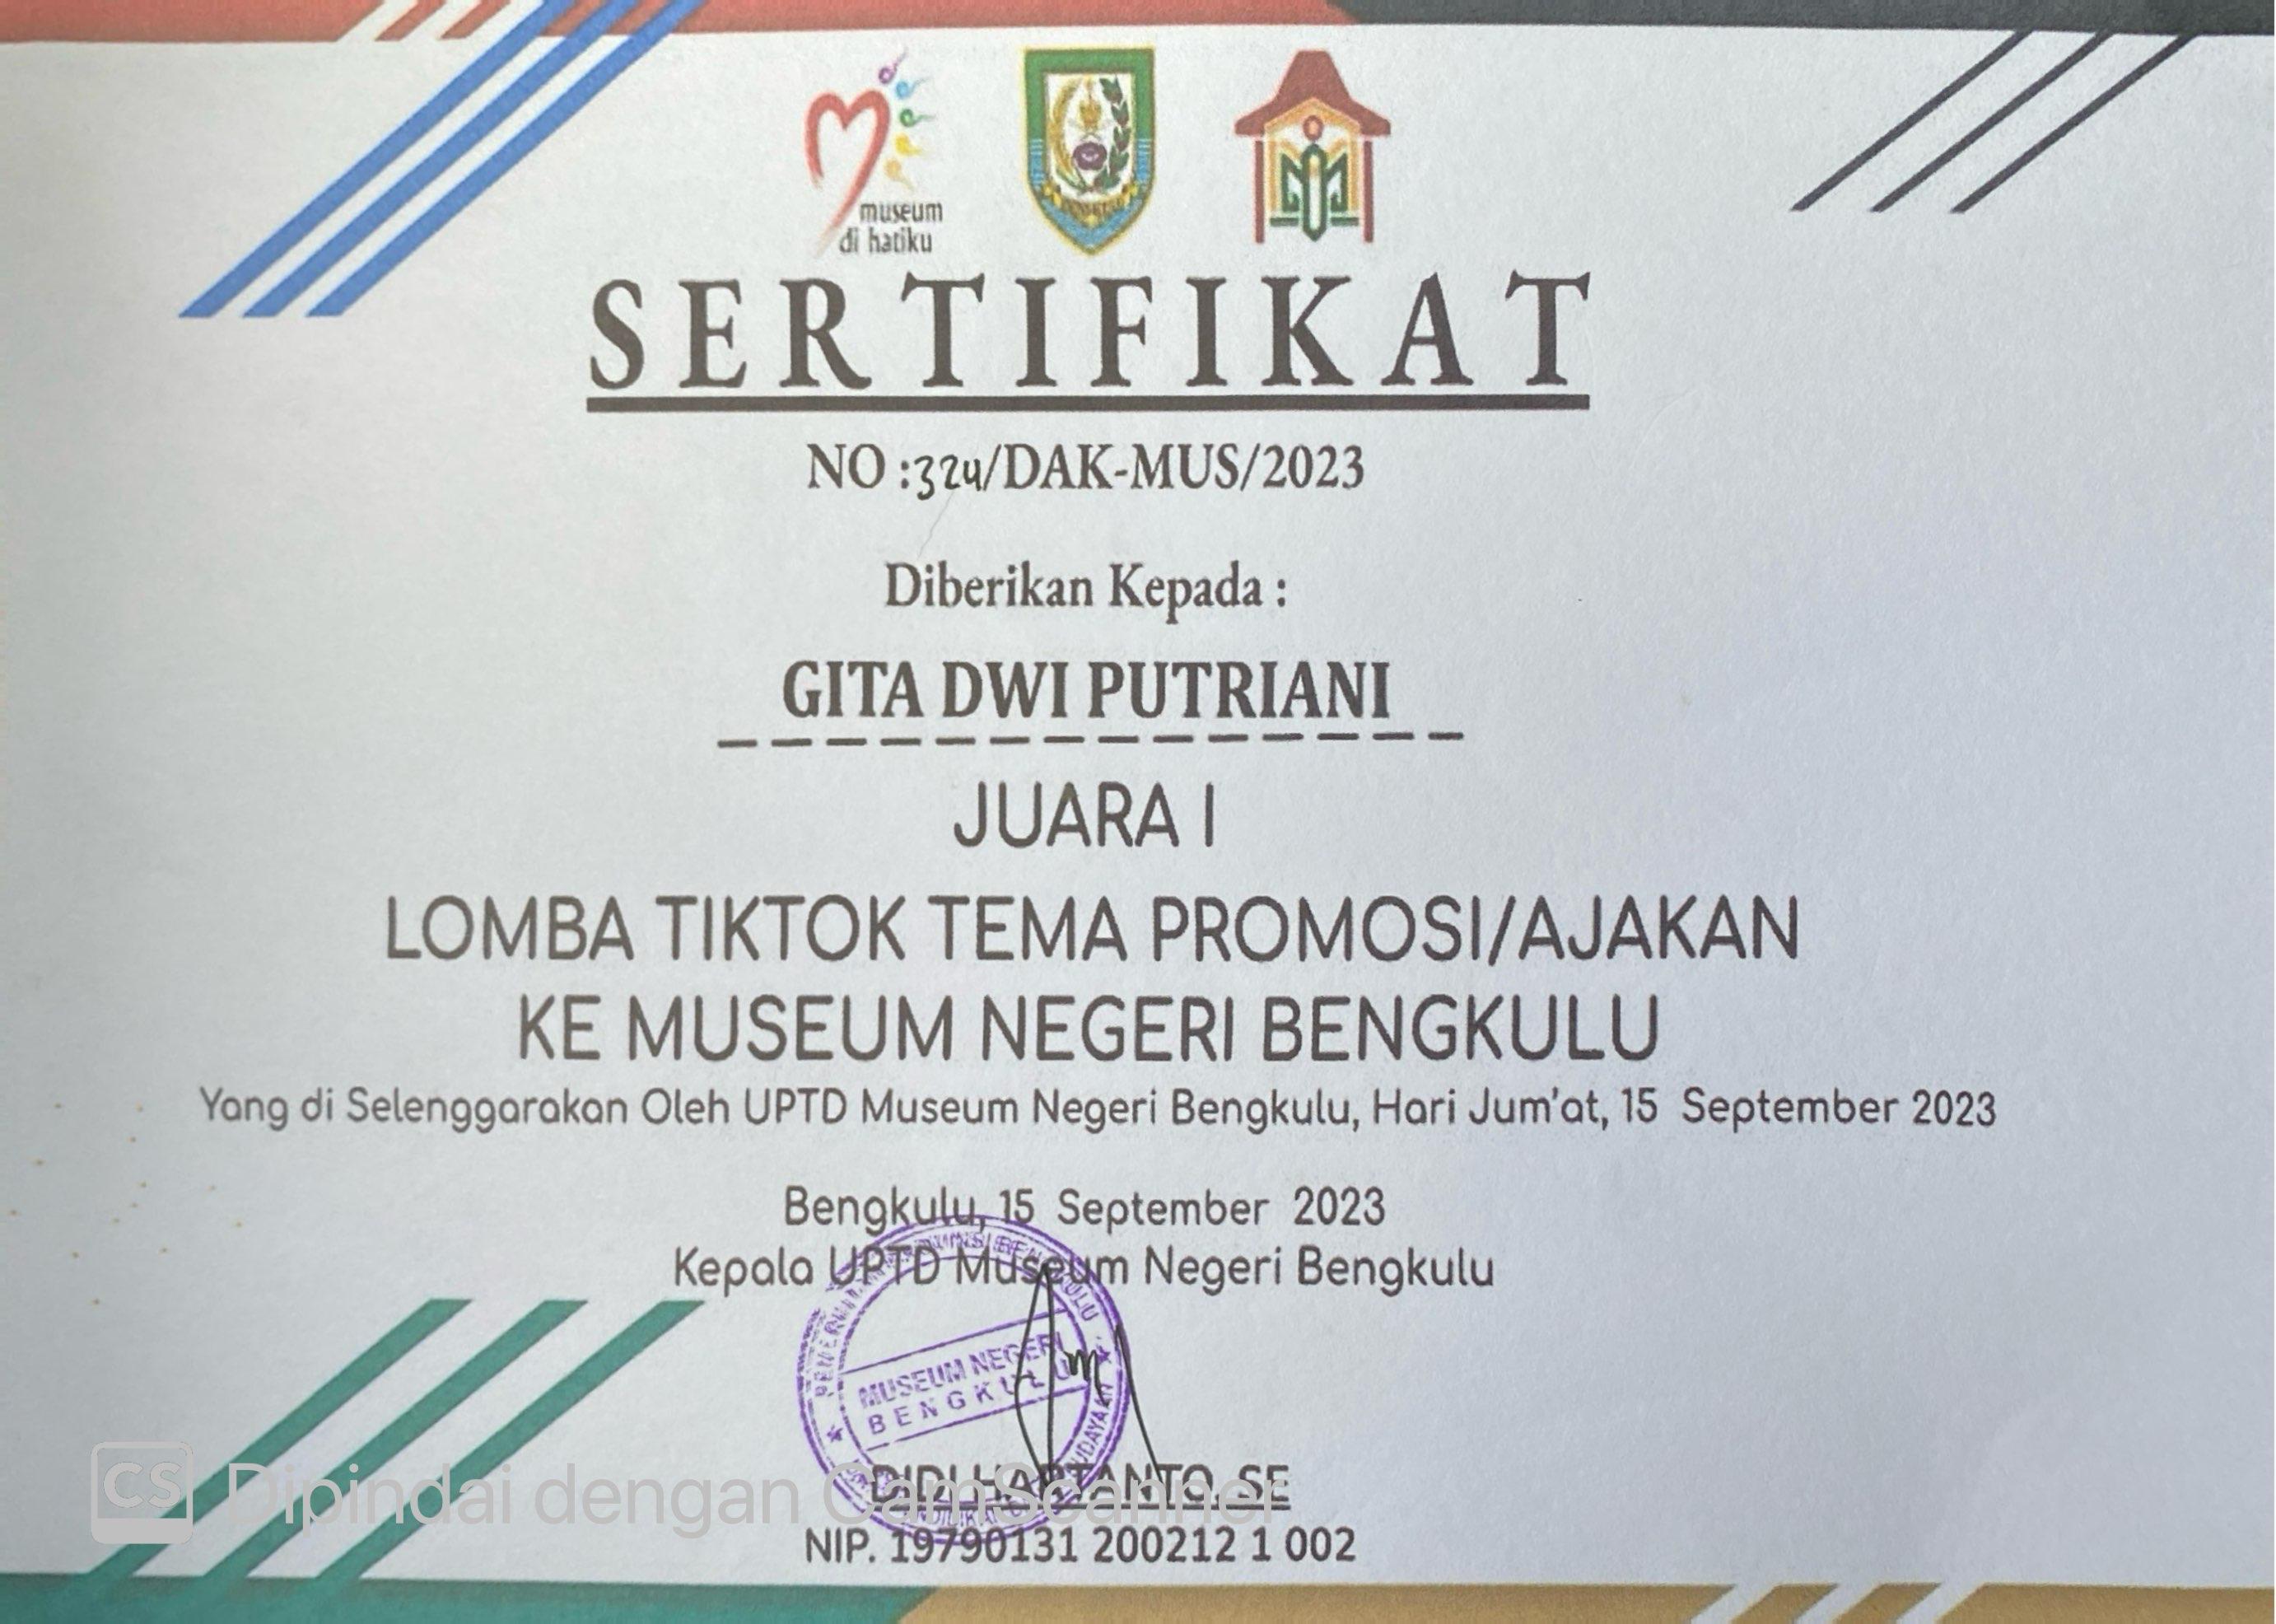 museum
di hatiku
SERTIFIKAT
NO :324/DAK-MUS/2023
Diberikan Kepada :
GITA DWI PUTRIANI
JUARA I
LOMBA TIKTOK TEMA PROMOSI/AJAKAN
KE MUSEUM NEGERI BENGKULU
Yang di Selenggarakan Oleh UPTD Museum Negeri Bengkulu, Hari Jum'at, 15 September 2023
Bengkulu, 15 September 2023
Kepala UPTD Museum Negeri Bengkulu
MUSEUM NEGERI
BENGKULU
DIDI HARTANTO, SE
NIP. 19790131 200212 1 002
CS Dipindai dengan CamScanner